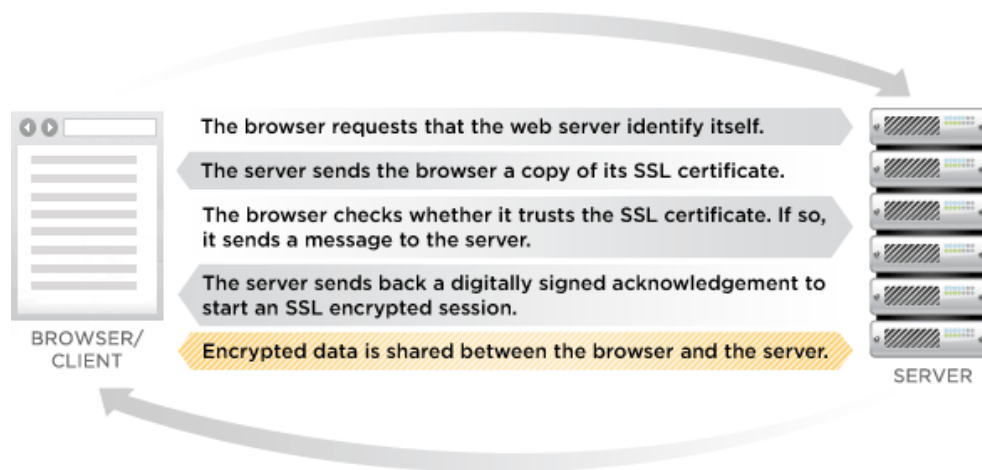 The browser requests that the web server identify itself.
The server sends the browser a copy of its SSL certificate.
The browser checks whether it trusts the SSL certificate. If so,
it sends a message to the server.
The server sends back a digitally signed acknowledgement to
start an SSL encrypted session.
Encrypted data is shared between the browser and the server.
BROWSER/
CLIENT
SERVER